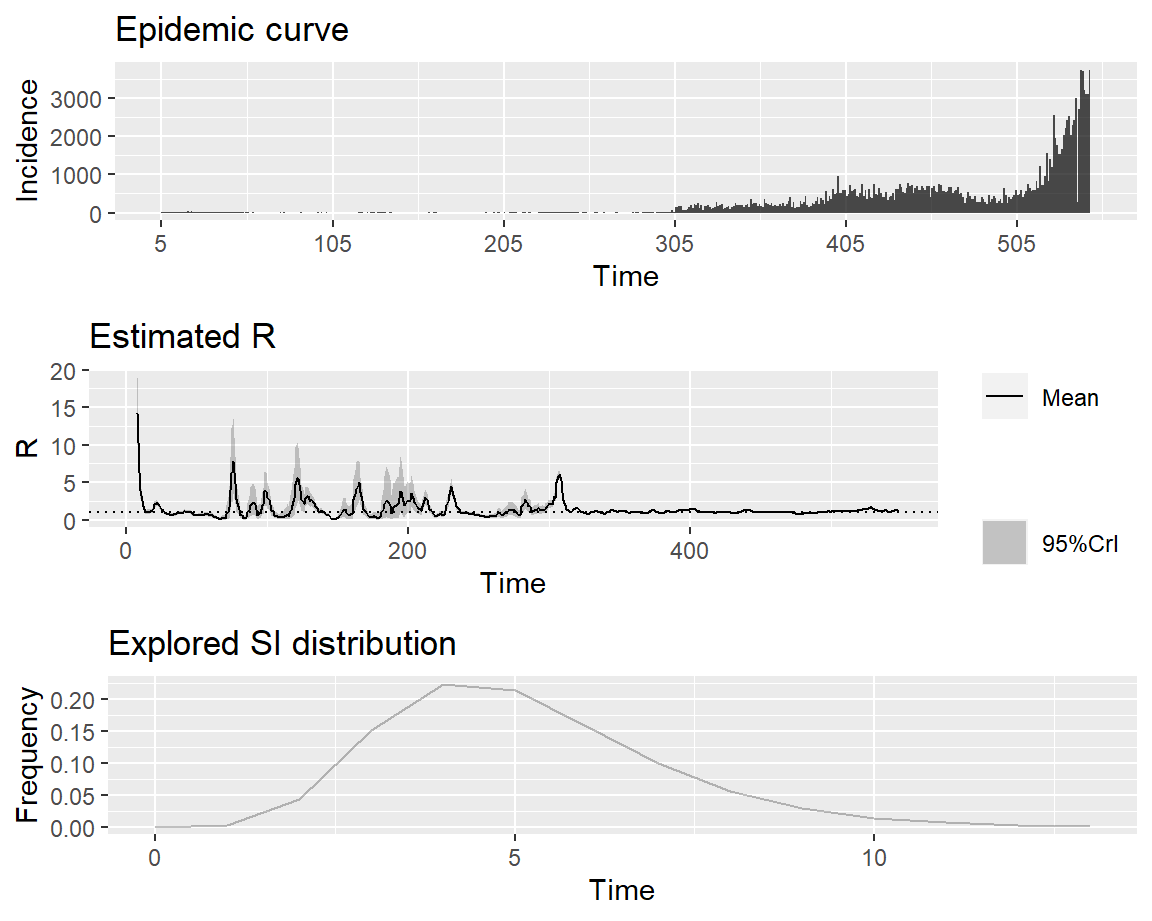 Epidemic curve
Incidence
3000
2000
1000
0
5 105 205 305 405 505
Time
Estimated R
R
20
15
10
5
0
0 200 400
Time
Mean
95%CrI
Explored SI distribution
Frequency
0.20
0.15
0.10
0.05
0.00
0 5 10
Time